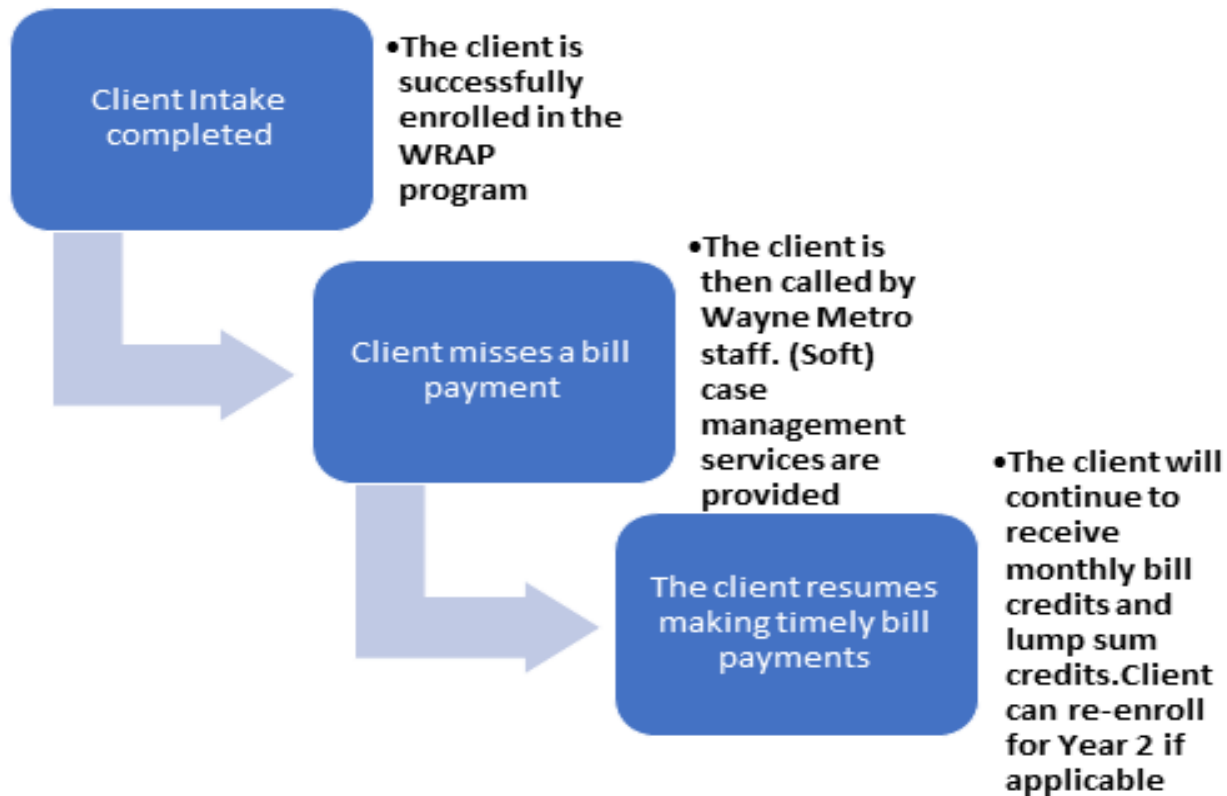 Client Intake
completed
•The client is
successfully
enrolled in the
WRAP
program
Client misses a bill
payment
•The client is
then called by
Wayne Metro
staff. (Soft)
case
management
services are
provided
The client resumes
making timely bill
payments
•The client will
continue to
receive
monthly bill
credits and
lump sum
credits.Client
can re-enroll
for Year 2 if
applicable